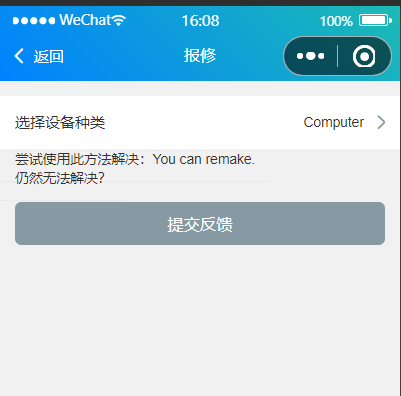 WeChat 16:08 100%
返回 报修
选择设备种类 Computer
尝试使用此方法解决：You can remake.
仍然无法解决?
提交反馈